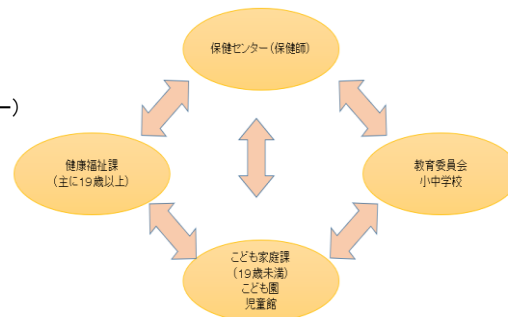 保健センター(保健師)
ー)
健康福祉課
(主に19歳以上)
教育委員会
小中学校
こども家庭課
(19歳未満)
こども園
児童館